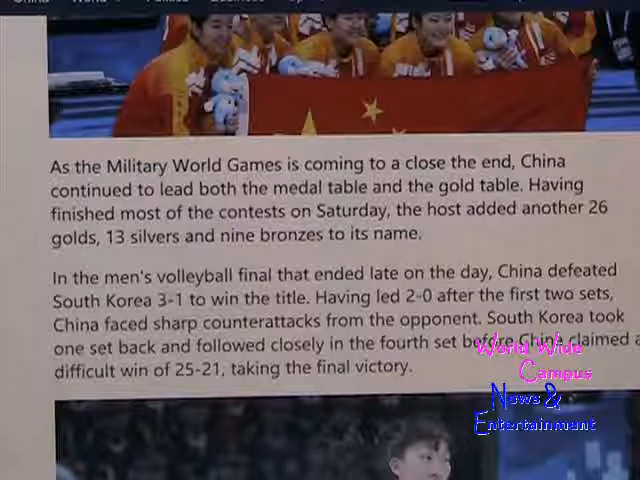 As the Military World Games is coming to a close the end, China
continued to lead both the medal table and the gold table. Having
finished most of the contests on Saturday, the host added another 26
golds, 13 silvers and nine bronzes to its name.
In the men's volleyball final that ended late on the day, China defeated
South Korea 3-1 to win the title. Having led 2-0 after the first two sets,
China faced sharp counterattacks from the opponent. South Korea took
one set back and followed closely in the fourth set before China claimed a
difficult win of 25-21, taking the final victory.
World Wide
Campus
News &
Entertainment